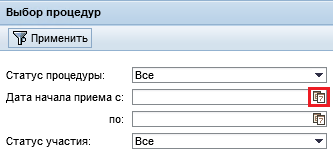 Выбор процедур
Применить
Статус процедуры: Все
Дата начала приема с:
по:
Статус участия: Все